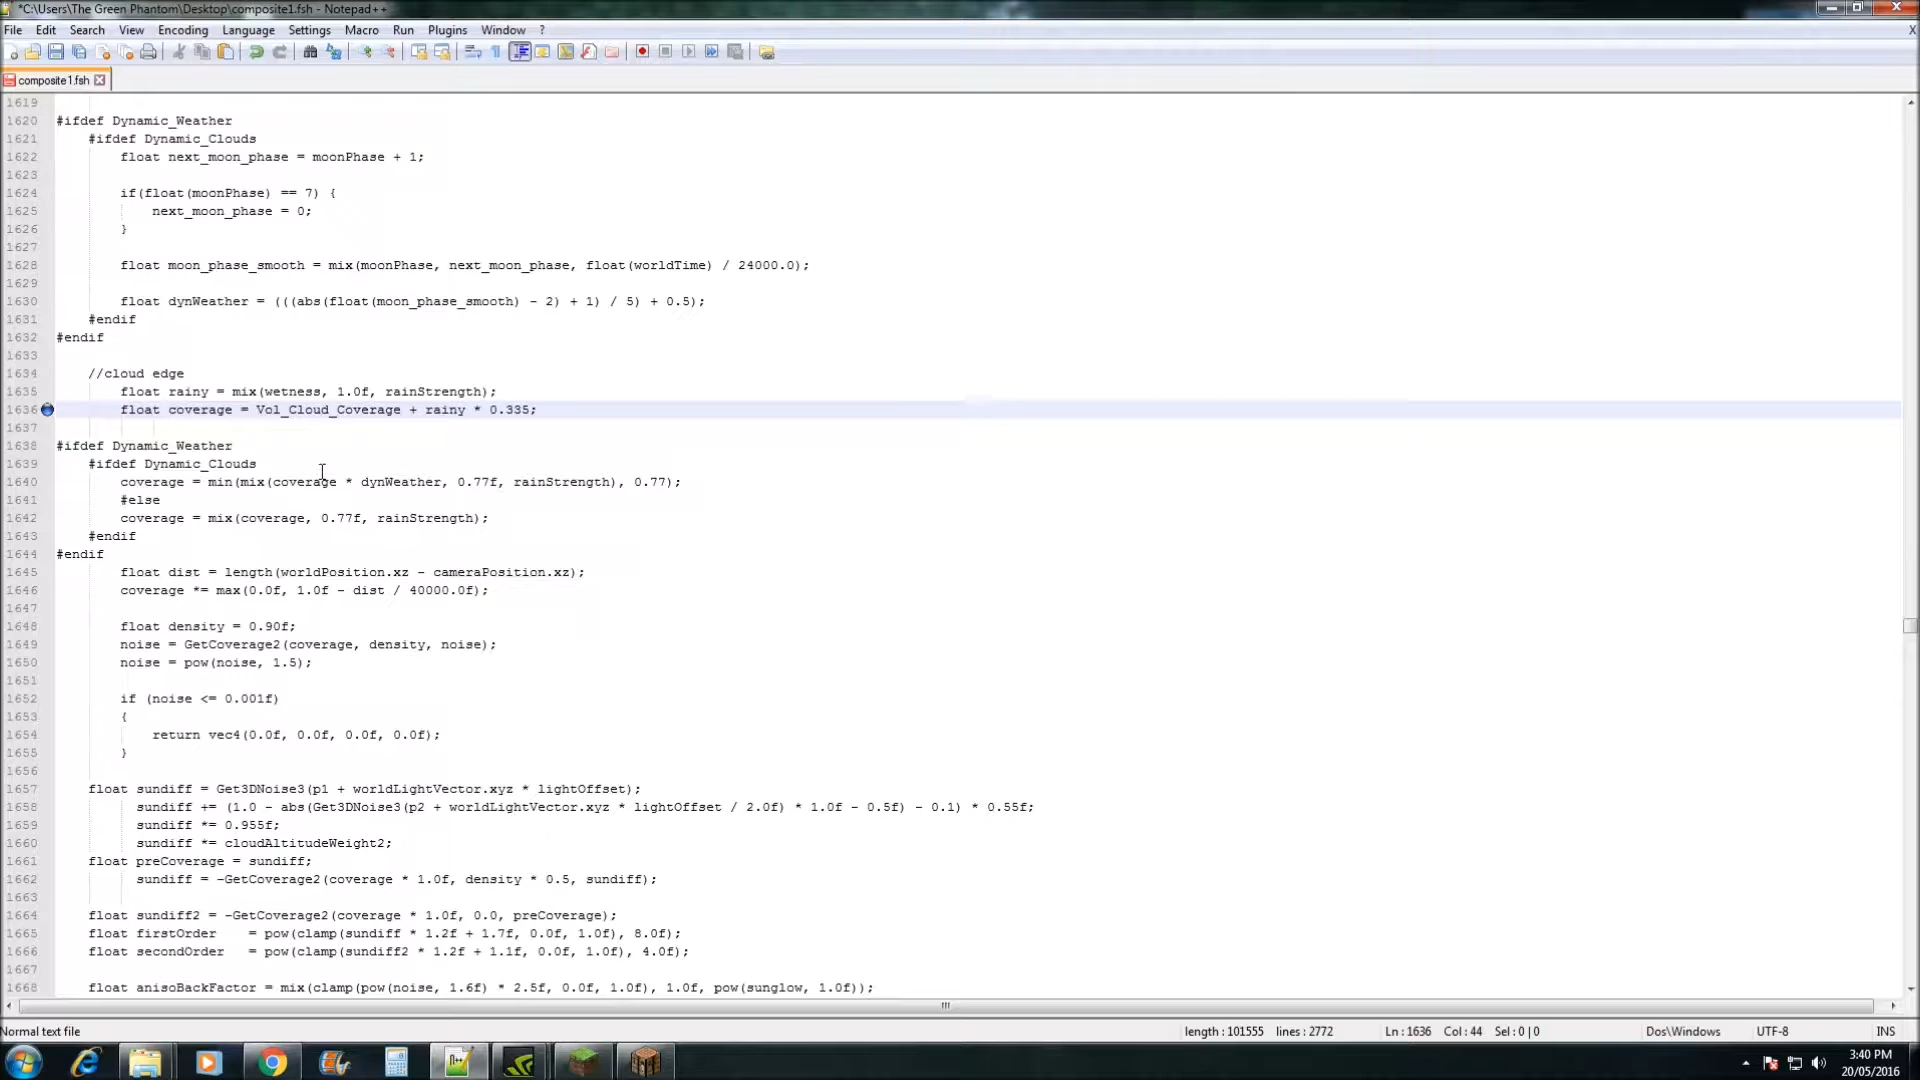 *C:\Users\The Green Phantom\Desktop\composite1.fsh - Notepad++
File Edit Search View Encoding Language Settings Macro Run Plugins Window ? X
composite1.fsh
1619
1620 #ifdef Dynamic_Weather
1621 #ifdef Dynamic_Clouds
1622 float next_moon_phase = moonPhase + 1;
1623
1624 if(float(moonPhase) == 7) {
1625 next_moon_phase = 0;
1626 }
1627
1628 float moon_phase_smooth = mix(moonPhase, next_moon_phase, float(worldTime) / 24000.0);
1629
1630 float dynWeather = (((abs(float(moon_phase_smooth) - 2) + 1) / 5) + 0.5);
1631 #endif
1632 #endif
1633
1634 //cloud edge
1635 float rainy = mix(wetness, 1.0f, rainStrength);
1636 float coverage = Vol_Cloud_Coverage + rainy * 0.335;
1637
1638 #ifdef Dynamic_Weather
1639 #ifdef Dynamic_Clouds
1640 coverage = min(mix(coverage * dynWeather, 0.77f, rainStrength), 0.77);
1641 #else
1642 coverage = mix(coverage, 0.77f, rainStrength);
1643 #endif
1644 #endif
1645 float dist = length(worldPosition.xz - cameraPosition.xz);
1646 coverage *= max(0.0f, 1.0f - dist / 40000.0f);
1647
1648 float density = 0.90f;
1649 noise = GetCoverage2(coverage, density, noise);
1650 noise = pow(noise, 1.5);
1651
1652 if (noise <= 0.001f)
1653 {
1654 return vec4(0.0f, 0.0f, 0.0f, 0.0f);
1655 }
1656
1657 float sundiff = Get3DNoise3(p1 + worldLightVector.xyz * lightOffset);
1658 sundiff += (1.0 - abs(Get3DNoise3(p2 + worldLightVector.xyz * lightOffset / 2.0f) * 1.0f - 0.5f) - 0.1) * 0.55f;
1659 sundiff *= 0.955f;
1660 sundiff *= cloudAltitudeWeight2;
1661 float preCoverage = sundiff;
1662 sundiff = -GetCoverage2(coverage * 1.0f, density * 0.5, sundiff);
1663
1664 float sundiff2 = -GetCoverage2(coverage * 1.0f, 0.0, preCoverage);
1665 float firstOrder = pow(clamp(sundiff * 1.2f + 1.7f, 0.0f, 1.0f), 8.0f);
1666 float secondOrder = pow(clamp(sundiff2 * 1.2f + 1.1f, 0.0f, 1.0f), 4.0f);
1667
1668 float anisoBackFactor = mix(clamp(pow(noise, 1.6f) * 2.5f, 0.0f, 1.0f), 1.0f, pow(sunglow, 1.0f));
Normal text file length : 101555 lines : 2772 Ln : 1636 Col : 44 Sel : 0 | 0 Dos\Windows UTF-8 INS
3:40 PM
20/05/2016